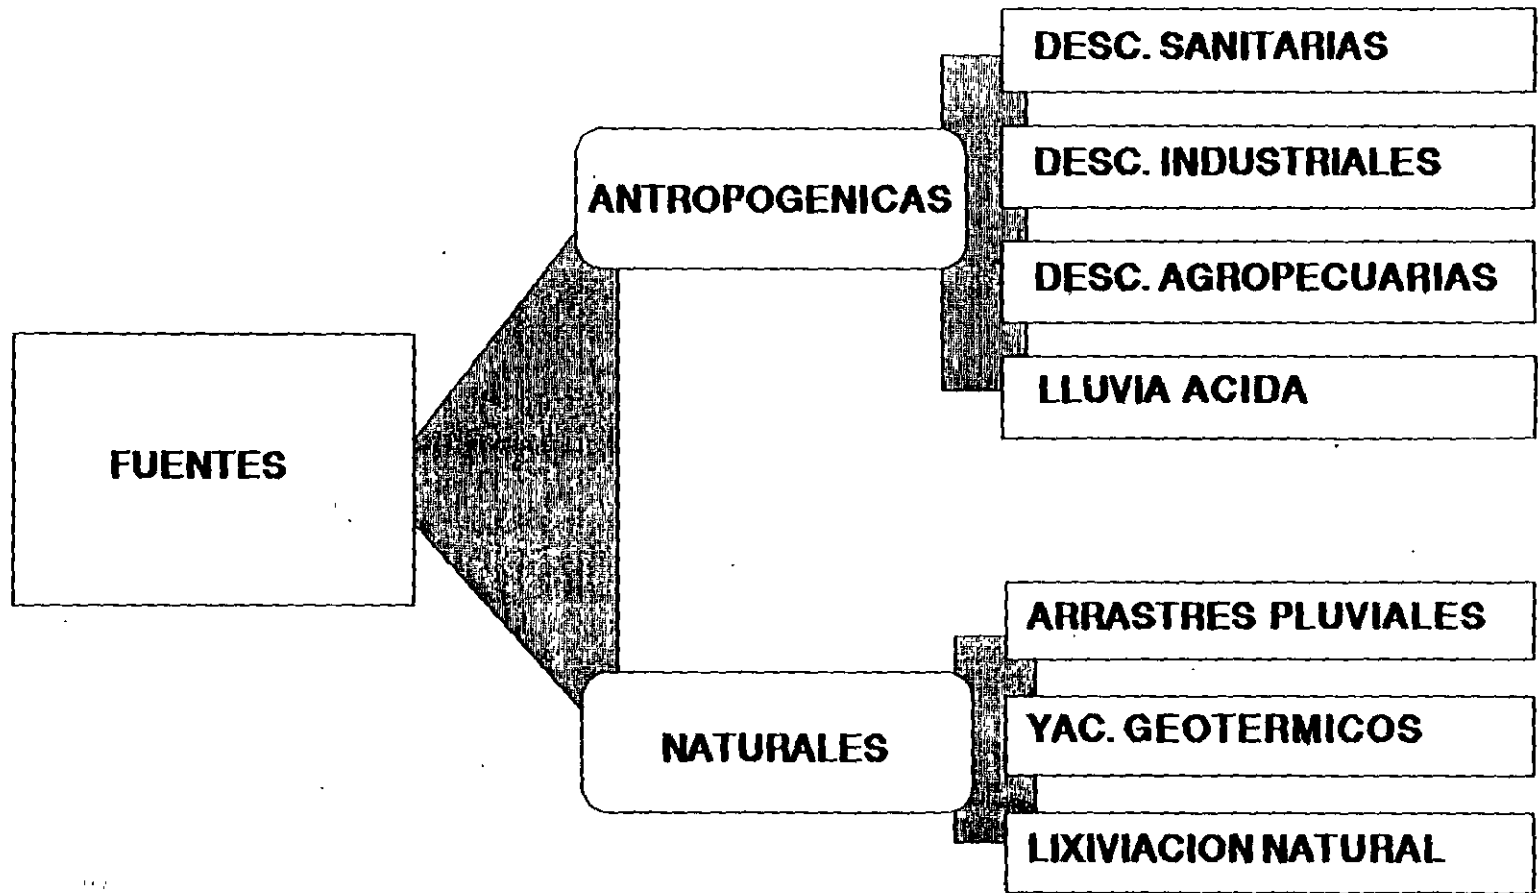 FUENTES
ANTROPOGENICAS
DESC. SANITARIAS
DESC. INDUSTRIALES
DESC. AGROPECUARIAS
LLUVIA ACIDA
NATURALES
ARRASTRES PLUVIALES
YAC. GEOTERMICOS
LIXIVIACION NATURAL